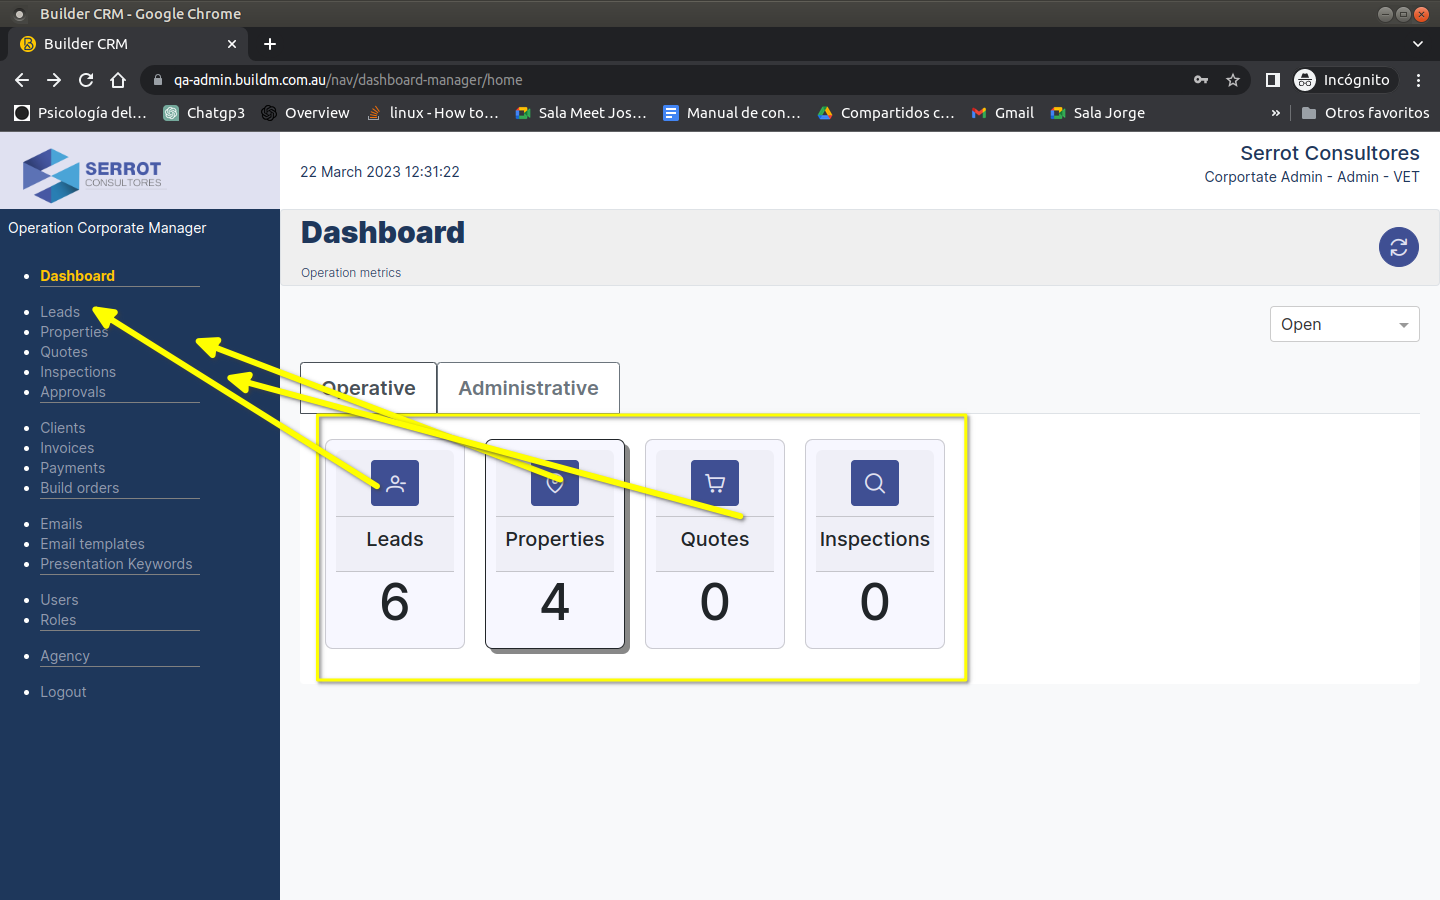 Builder CRM - Google Chrome
Builder CRM
qa-admin.buildm.com.au/nav/dashboard-manager/home
Incógnito
Psicología del…
Chatgp3
Overview
linux - How to…
Sala Meet Jos…
Manual de con…
Compartidos c…
Gmail
Sala Jorge
»
Otros favoritos
SERROT
CONSULTORES
22 March 2023 12:31:22
Serrot Consultores
Corportate Admin - Admin - VET
Operation Corporate Manager
Dashboard
Leads
Properties
Quotes
Inspections
Approvals
Clients
Invoices
Payments
Build orders
Emails
Email templates
Presentation Keywords
Users
Roles
Agency
Logout
Dashboard
Operation metrics
Open
Operative
Administrative
Leads
Properties
Quotes
Inspections
6
4
0
0